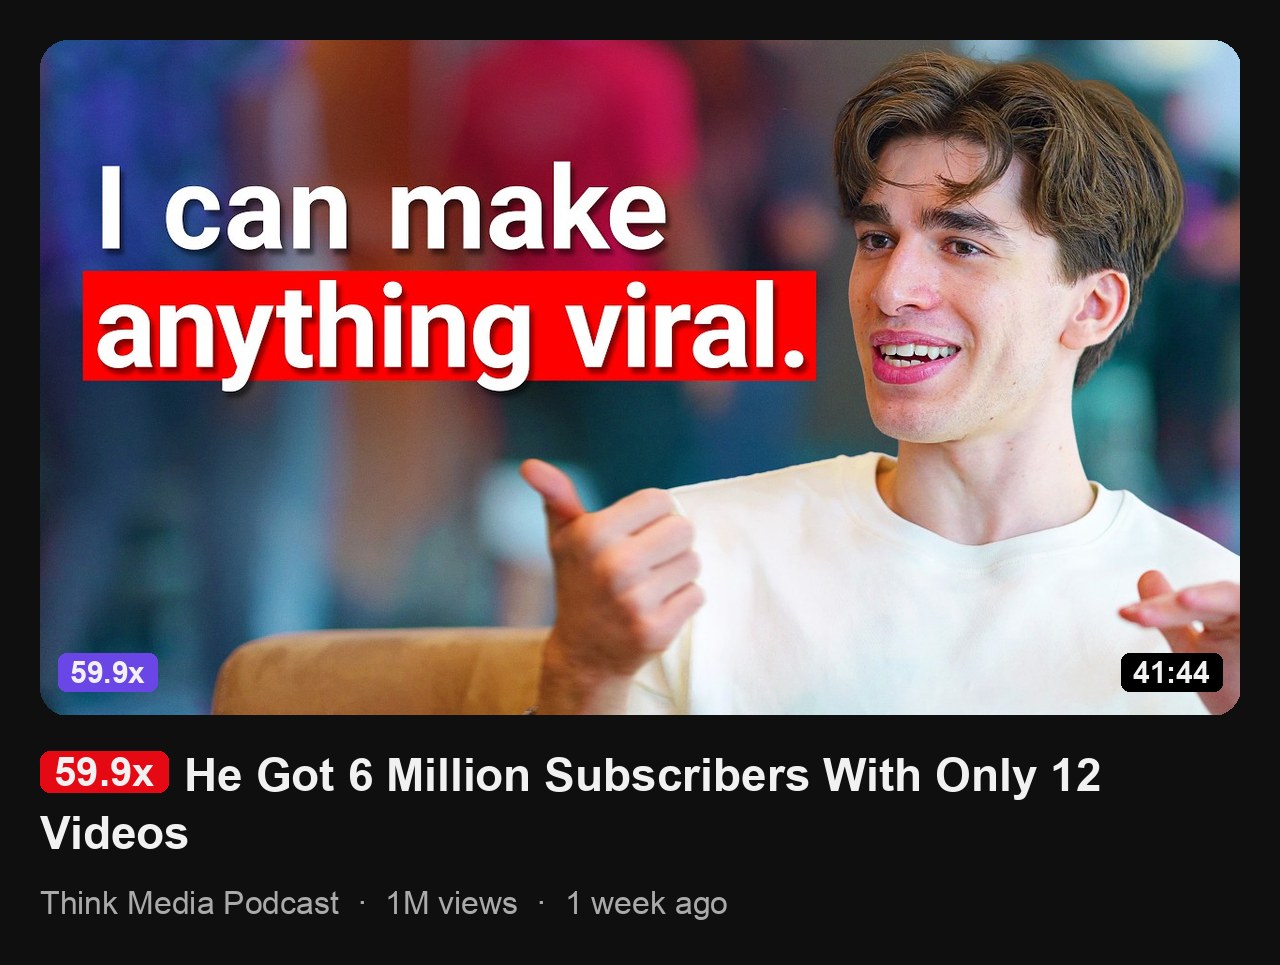 I can make
anything viral.
59.9x
41:44
59.9x He Got 6 Million Subscribers With Only 12
Videos
Think Media Podcast · 1M views · 1 week ago